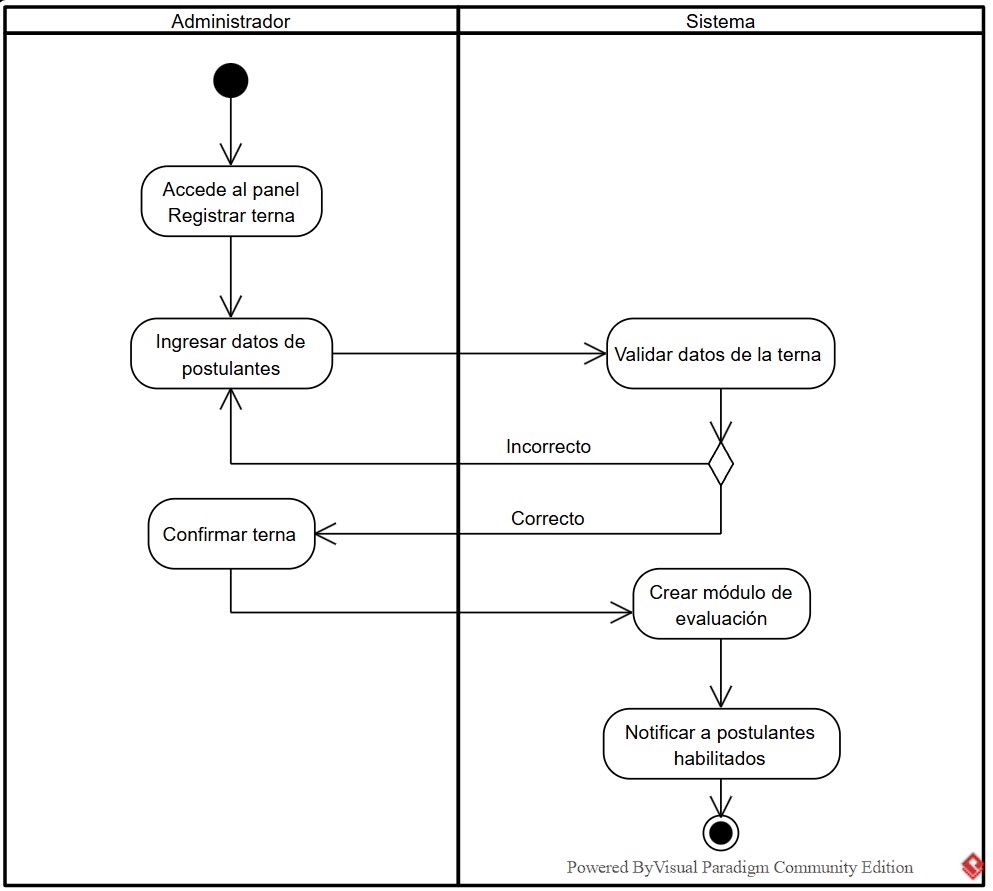 Administrador
Sistema
Accede al panel
Registrar terna
Ingresar datos de
postulantes
Validar datos de la terna
Incorrecto
Correcto
Confirmar terna
Crear módulo de
evaluación
Notificar a postulantes
habilitados
Powered ByVisual Paradigm Community Edition